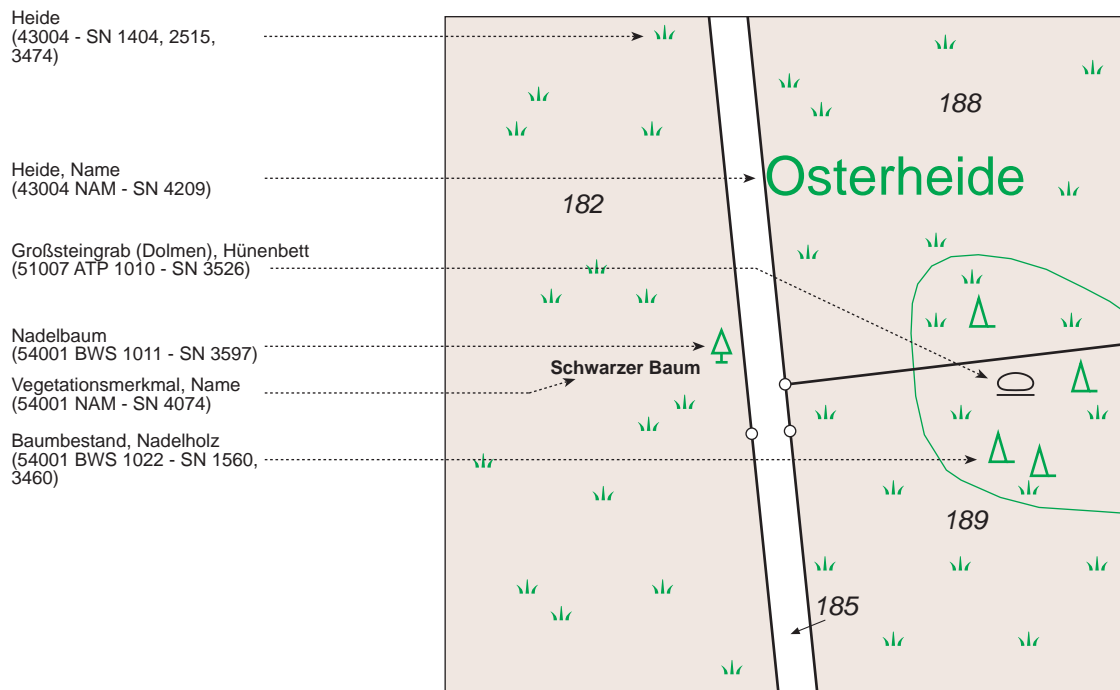 Heide
(43004 - SN 1404, 2515,
3474)
Heide, Name
(43004 NAM - SN 4209)
Großsteingrab (Dolmen), Hünenbett
(51007 ATP 1010 - SN 3526)
Nadelbaum
(54001 BWS 1011 - SN 3597)
Vegetationsmerkmal, Name
(54001 NAM - SN 4074)
Baumbestand, Nadelholz
(54001 BWS 1022 - SN 1560,
3460)
188
Osterheide
182
Schwarzer Baum
189
185